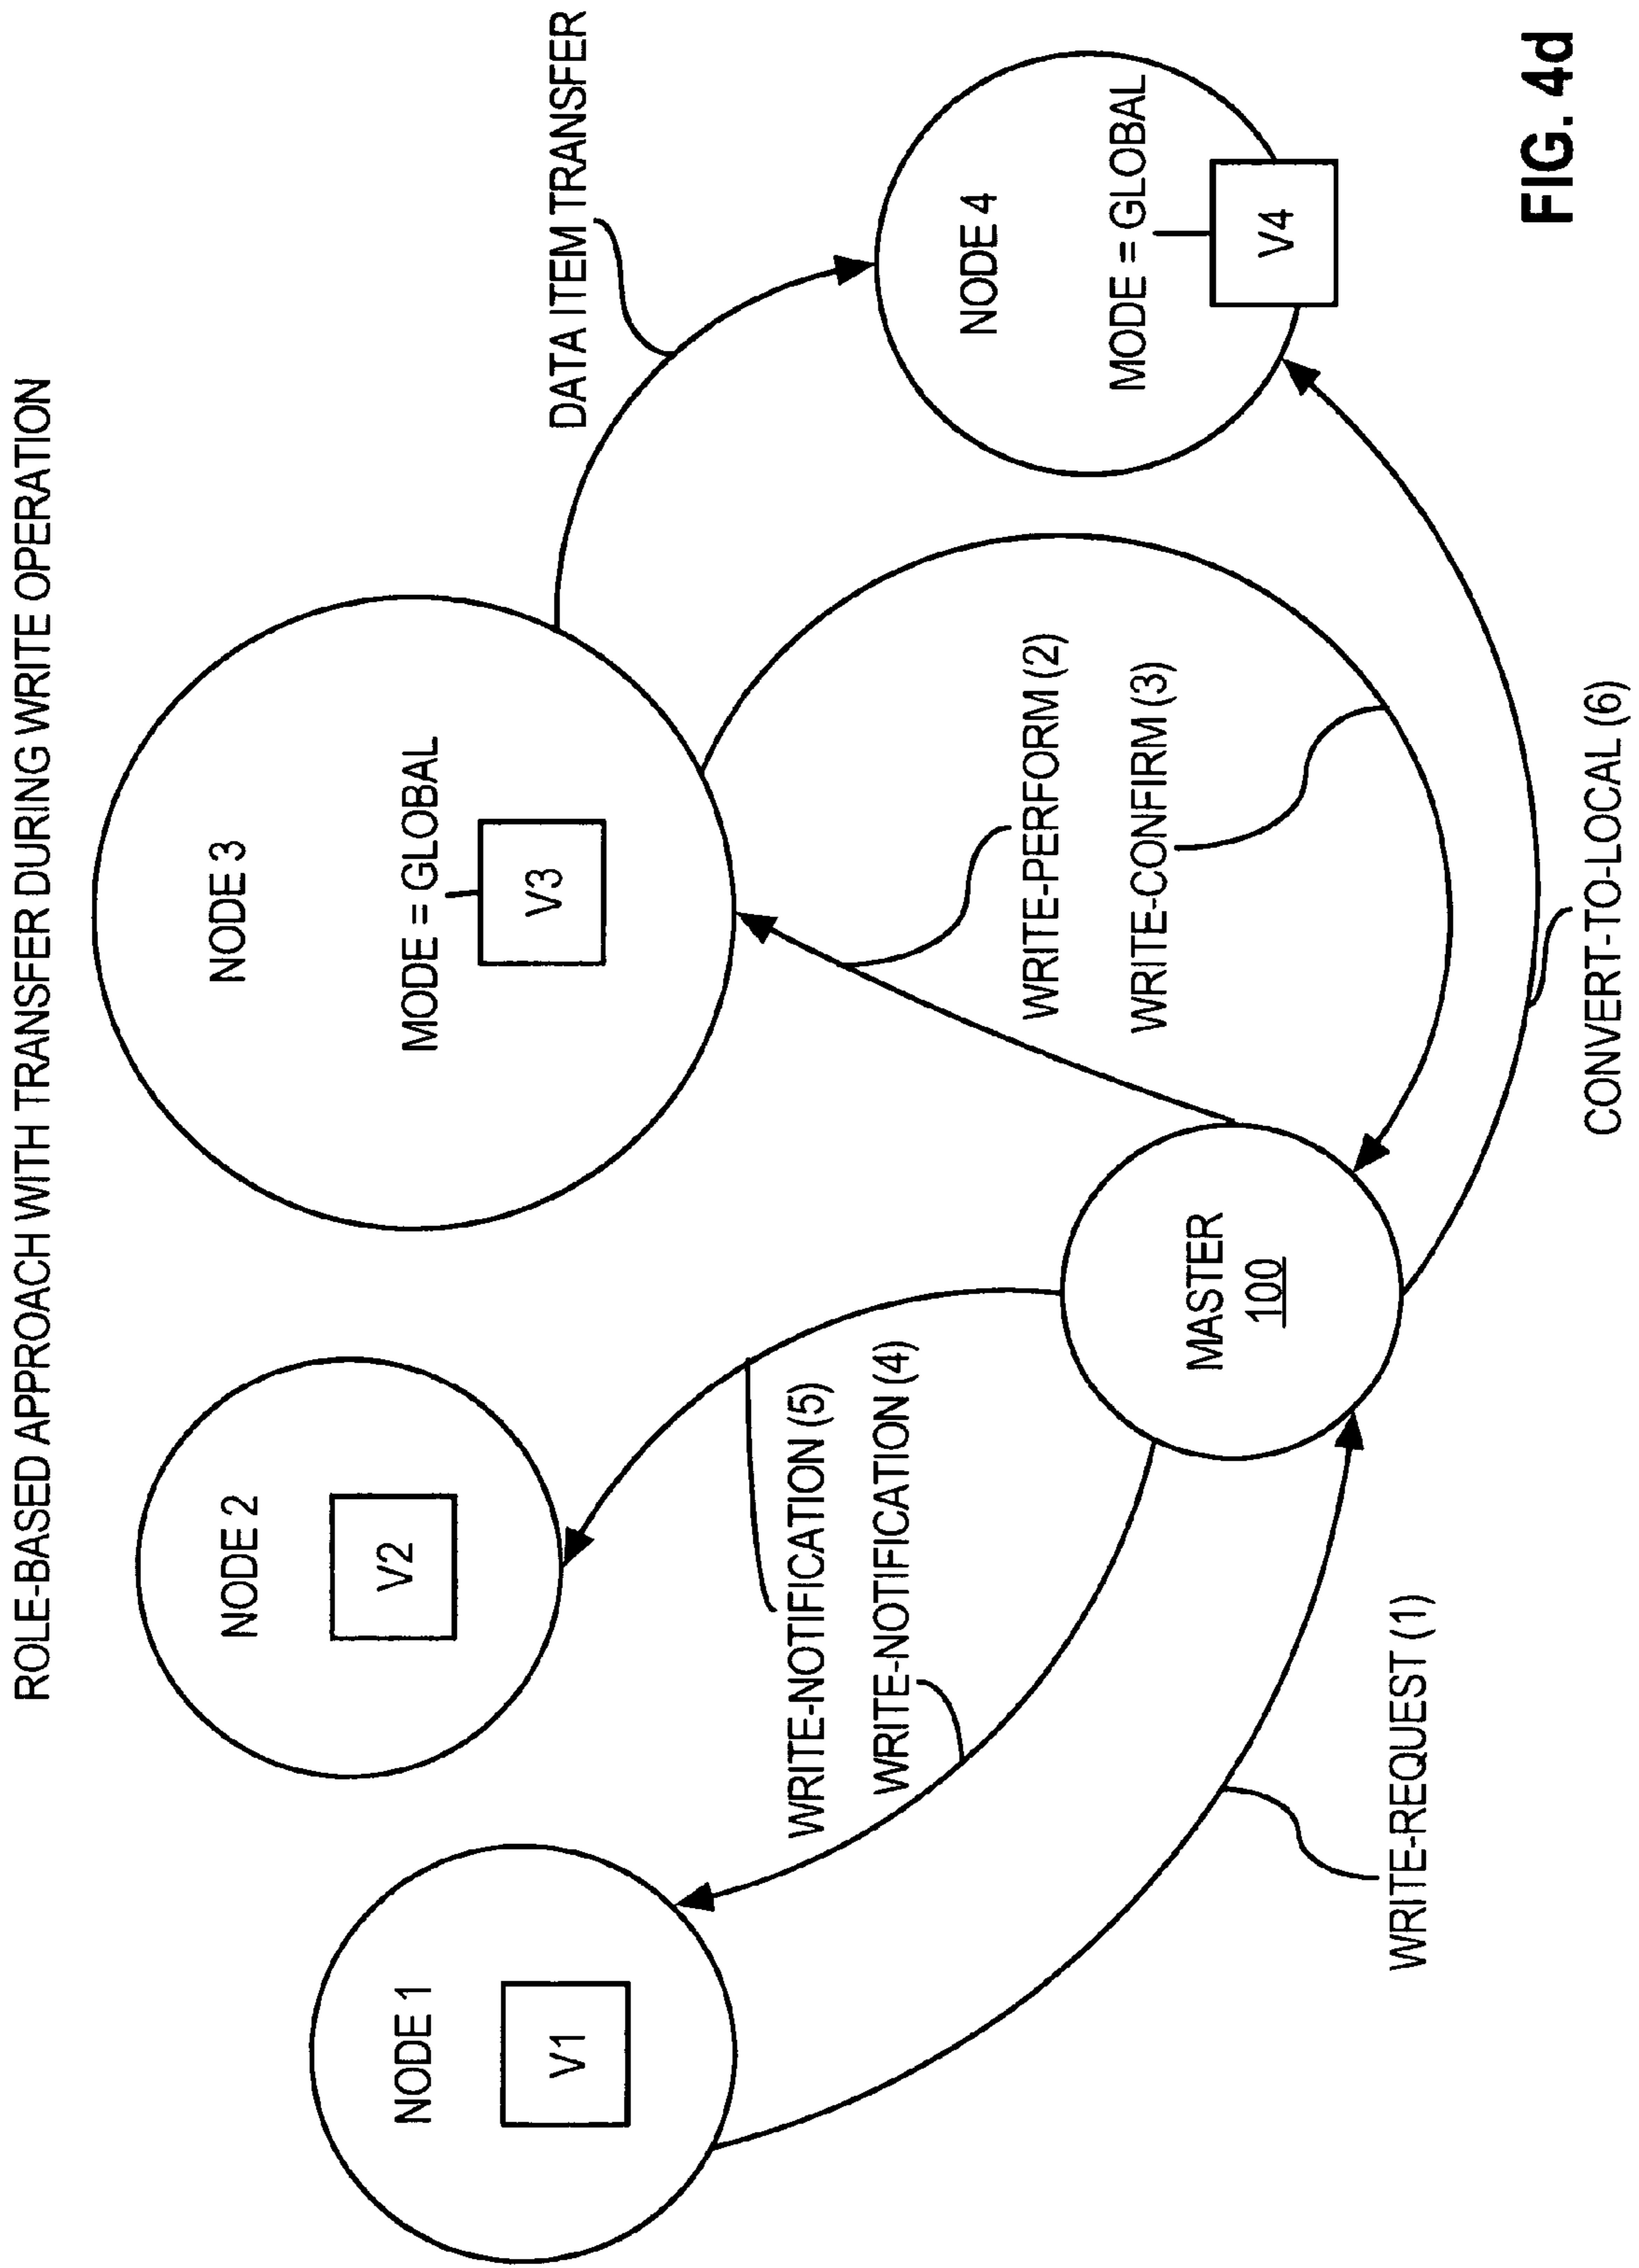 ROLE-BASED APPROACH WITH TRANSFER DURING WRITE OPERATION
NODE 1
V1
NODE 2
V2
NODE 3
MODE = GLOBAL
V3
DATA ITEM TRANSFER
NODE 4
MODE = GLOBAL
V4
WRITE-NOTIFICATION (5)
WRITE-NOTIFICATION (4)
WRITE-PERFORM (2)
WRITE-CONFIRM (3)
MASTER
100
WRITE-REQUEST (1)
CONVERT-TO-LOCAL (6)
FIG. 4d